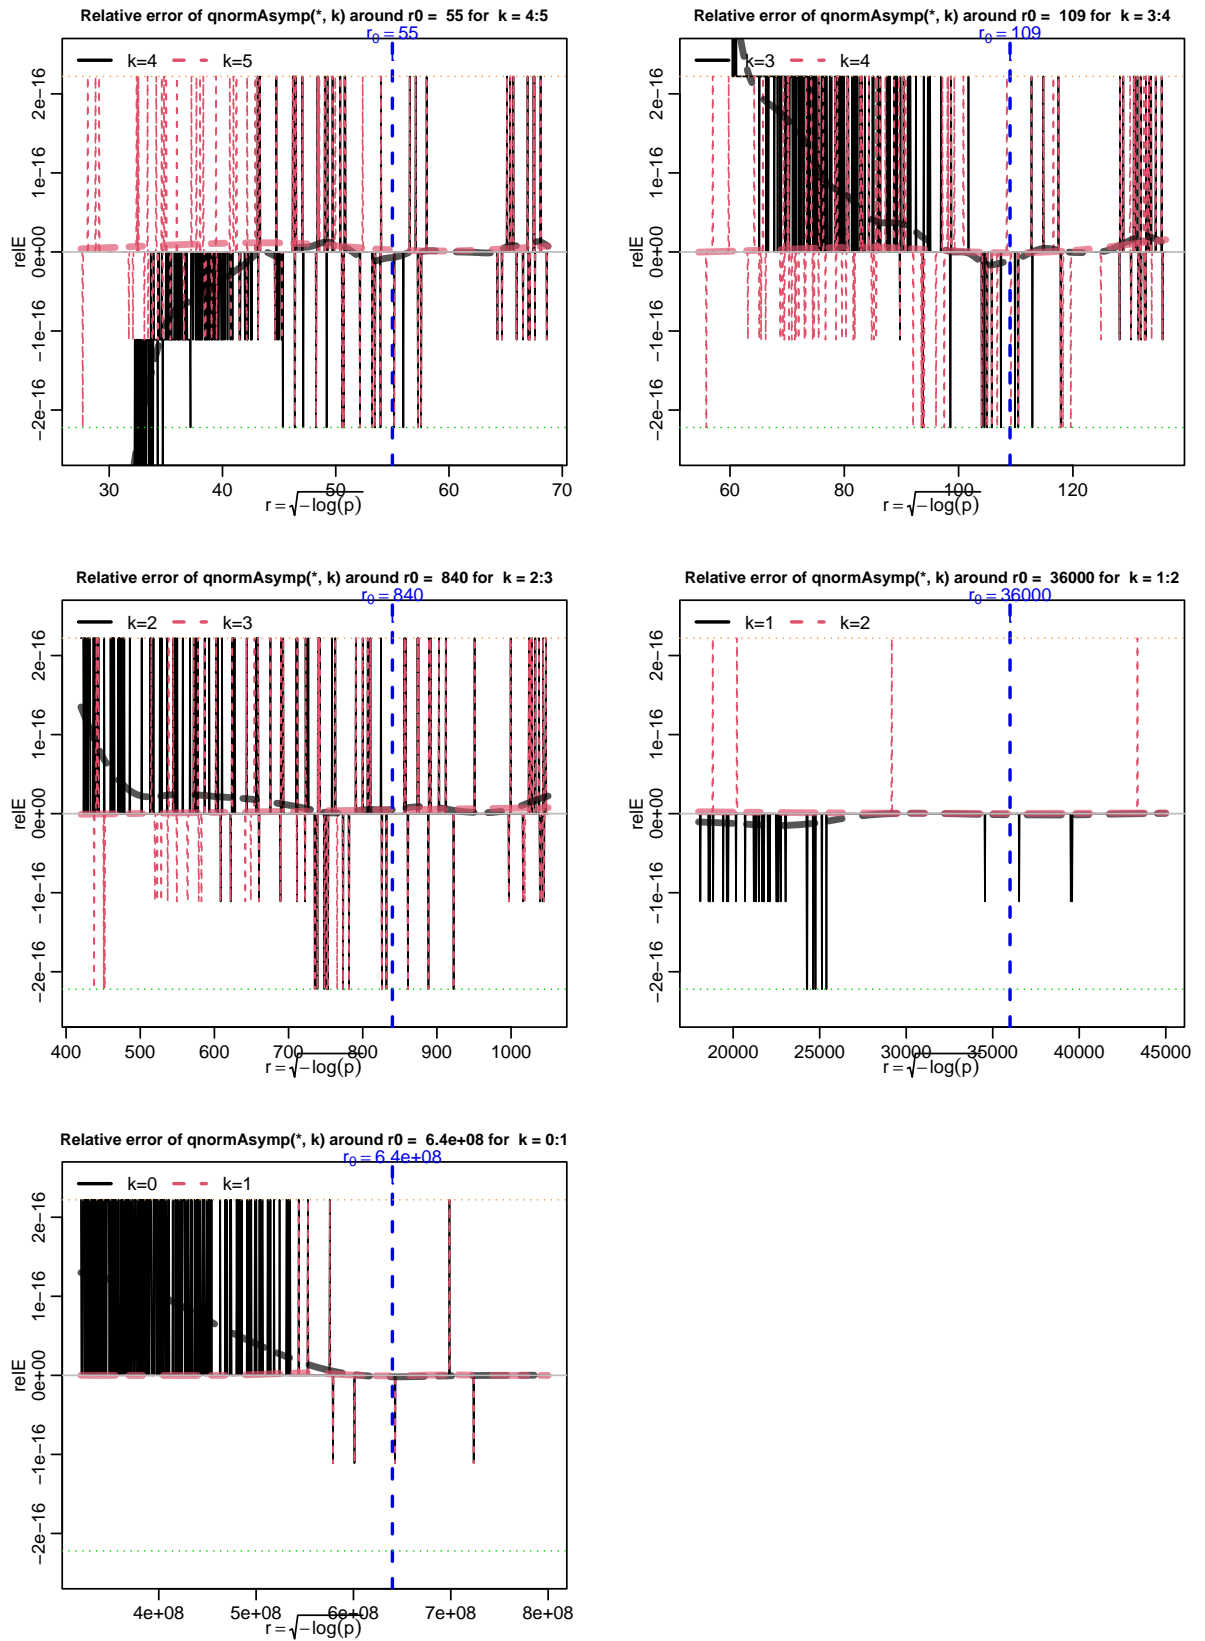 Relative error of qnormAsymp(*, k) around r0 = 55 for k = 4:5
r₀ = 55
k=4 k=5
relE
2e−16
1e−16
0e+00
−1e−16
−2e−16
30 40 50 60 70
r = √−log(p)
Relative error of qnormAsymp(*, k) around r0 = 109 for k = 3:4
r₀ = 109
k=3 k=4
relE
2e−16
1e−16
0e+00
−1e−16
−2e−16
60 80 100 120
r = √−log(p)
Relative error of qnormAsymp(*, k) around r0 = 840 for k = 2:3
r₀ = 840
k=2 k=3
relE
2e−16
1e−16
0e+00
−1e−16
−2e−16
400 500 600 700 800 900 1000
r = √−log(p)
Relative error of qnormAsymp(*, k) around r0 = 36000 for k = 1:2
r₀ = 36000
k=1 k=2
relE
2e−16
1e−16
0e+00
−1e−16
−2e−16
20000 25000 30000 35000 40000 45000
r = √−log(p)
Relative error of qnormAsymp(*, k) around r0 = 6.4e+08 for k = 0:1
r₀ = 6.4e+08
k=0 k=1
relE
2e−16
1e−16
0e+00
−1e−16
−2e−16
4e+08 5e+08 6e+08 7e+08 8e+08
r = √−log(p)